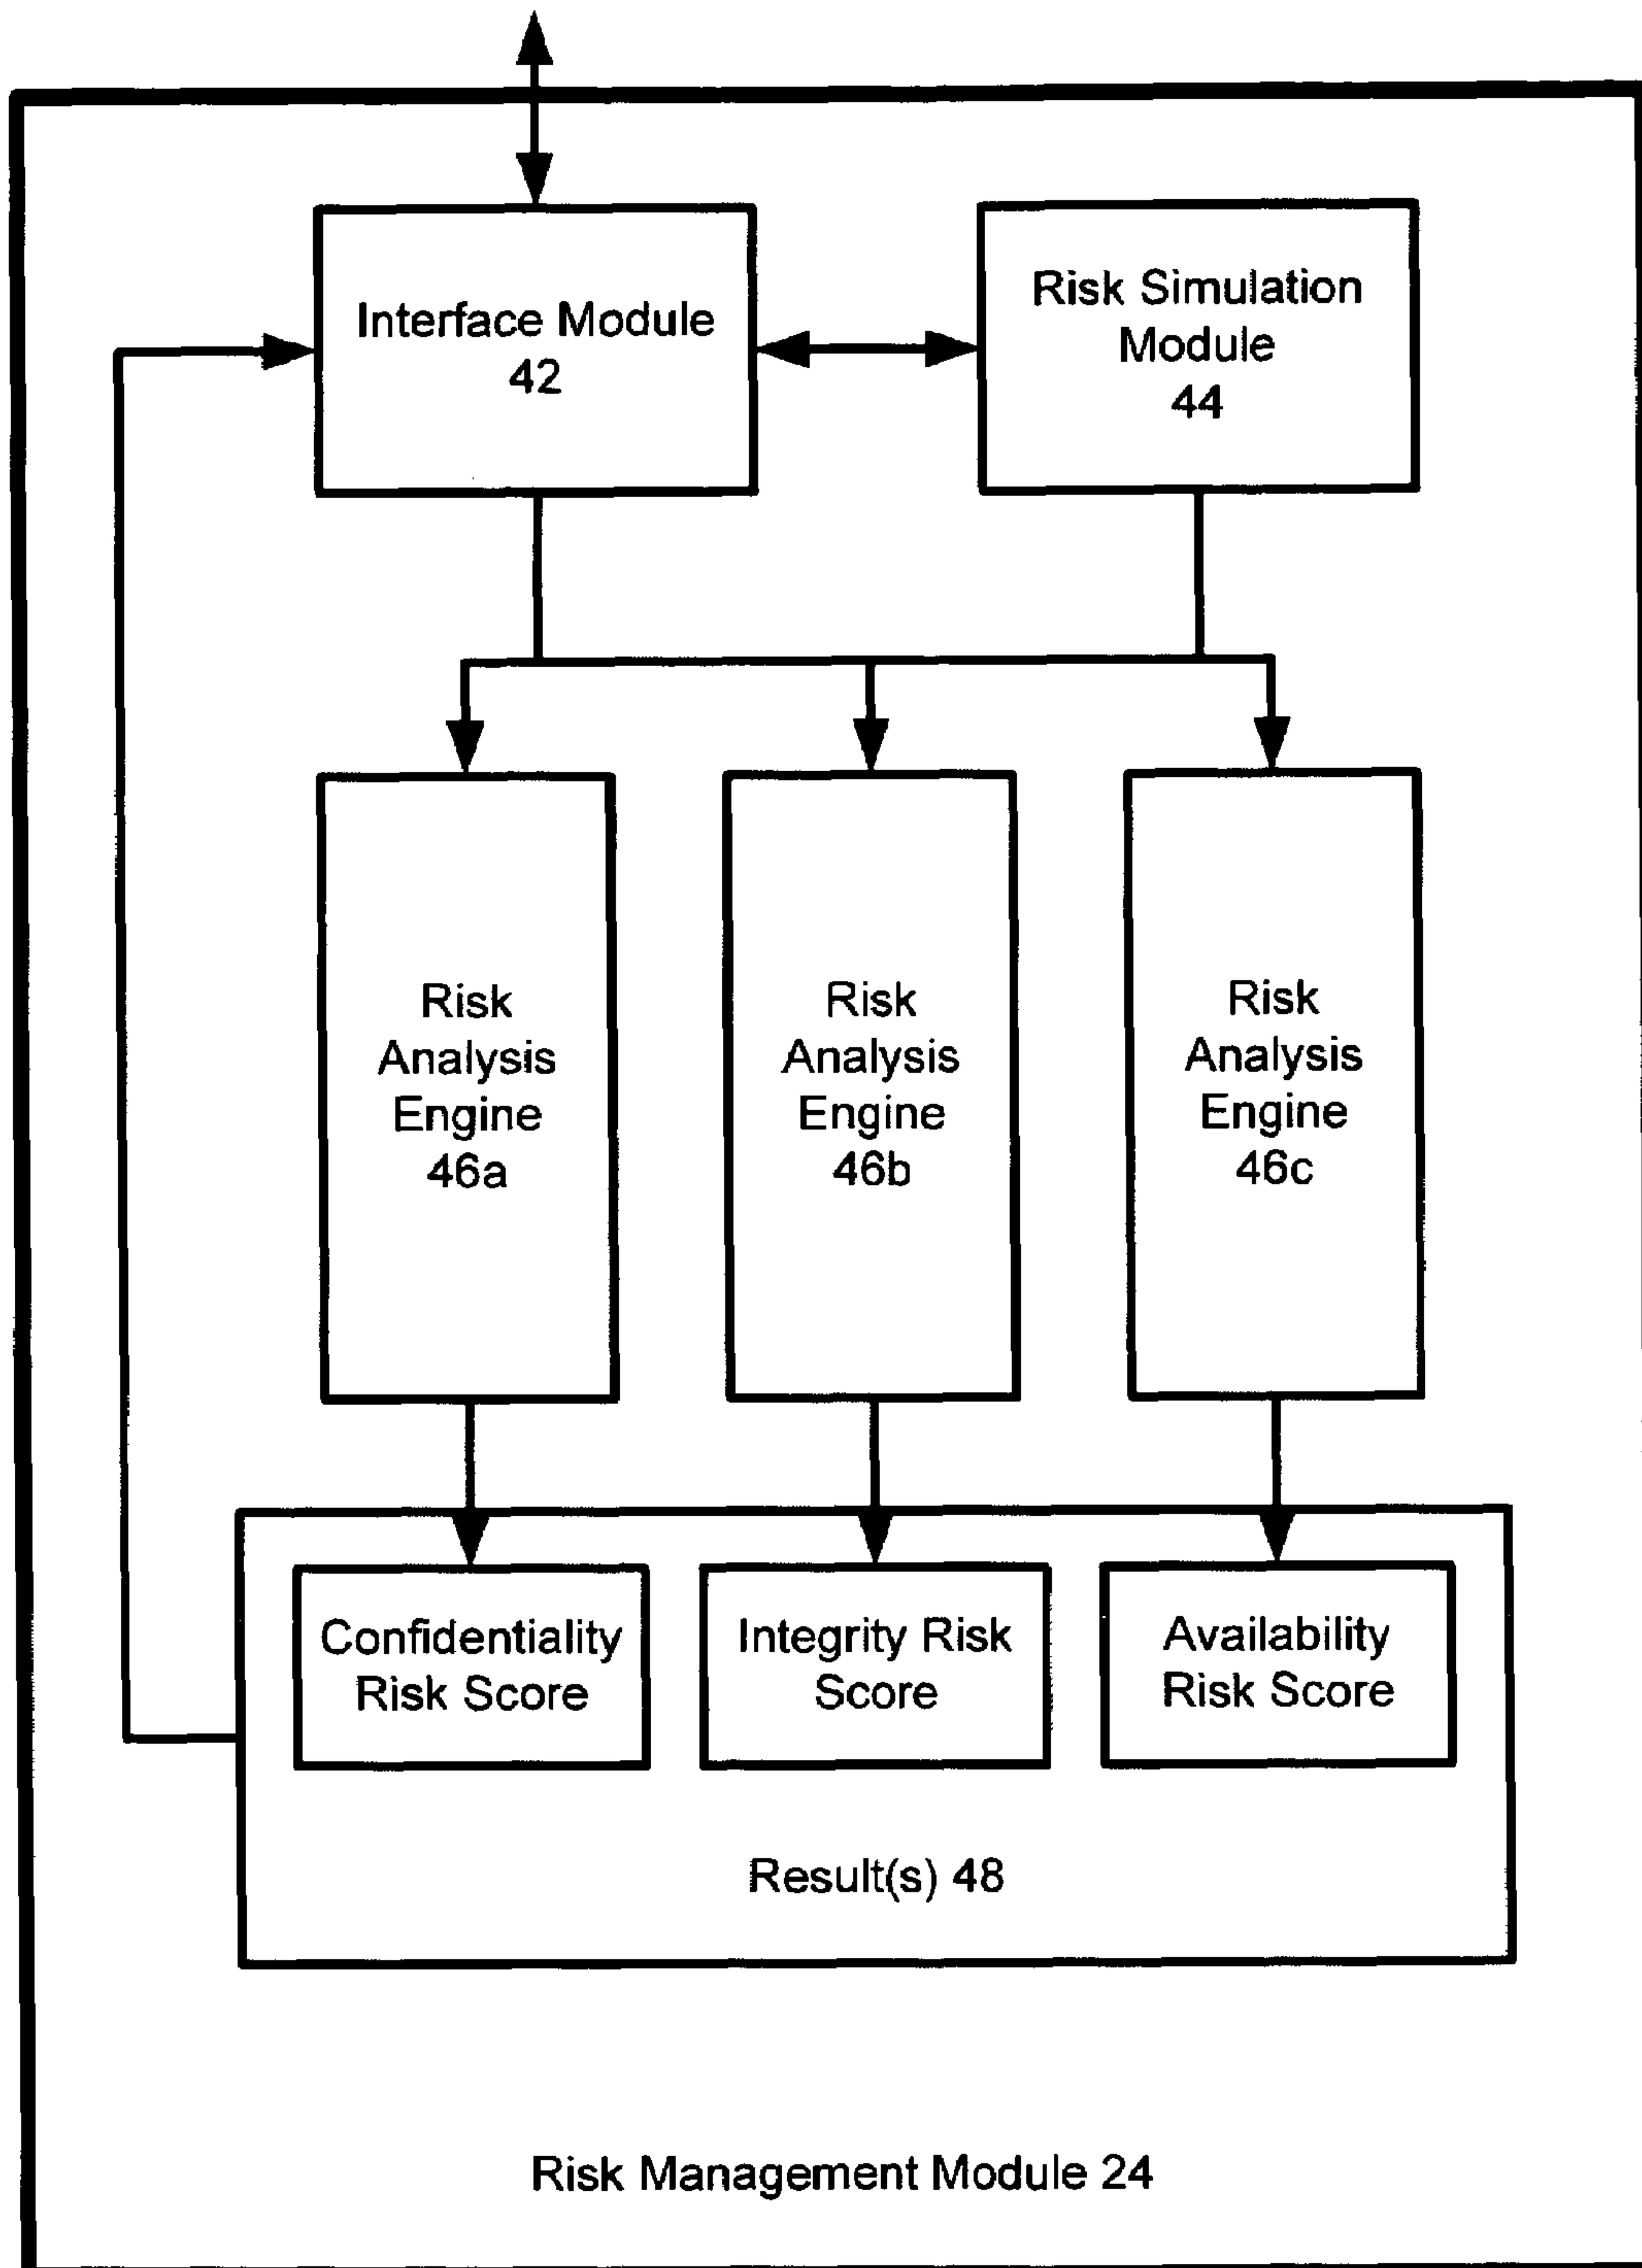 Interface Module
42
Risk Simulation
Module
44
Risk
Analysis
Engine
46a
Risk
Analysis
Engine
46b
Risk
Analysis
Engine
46c
Confidentiality
Risk Score
Integrity Risk
Score
Availability
Risk Score
Result(s) 48
Risk Management Module 24